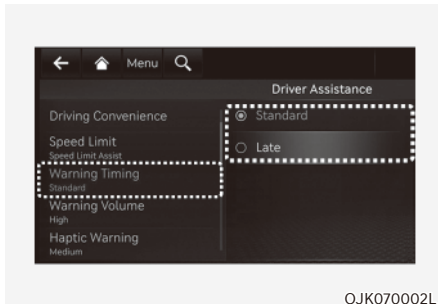 Menu
Driver Assistance
Driving Convenience
Speed Limit
Speed Limit Assist
Warning Timing
Standard
Warning Volume
High
Haptic Warning
Medium
Standard
Late
OJK070002L